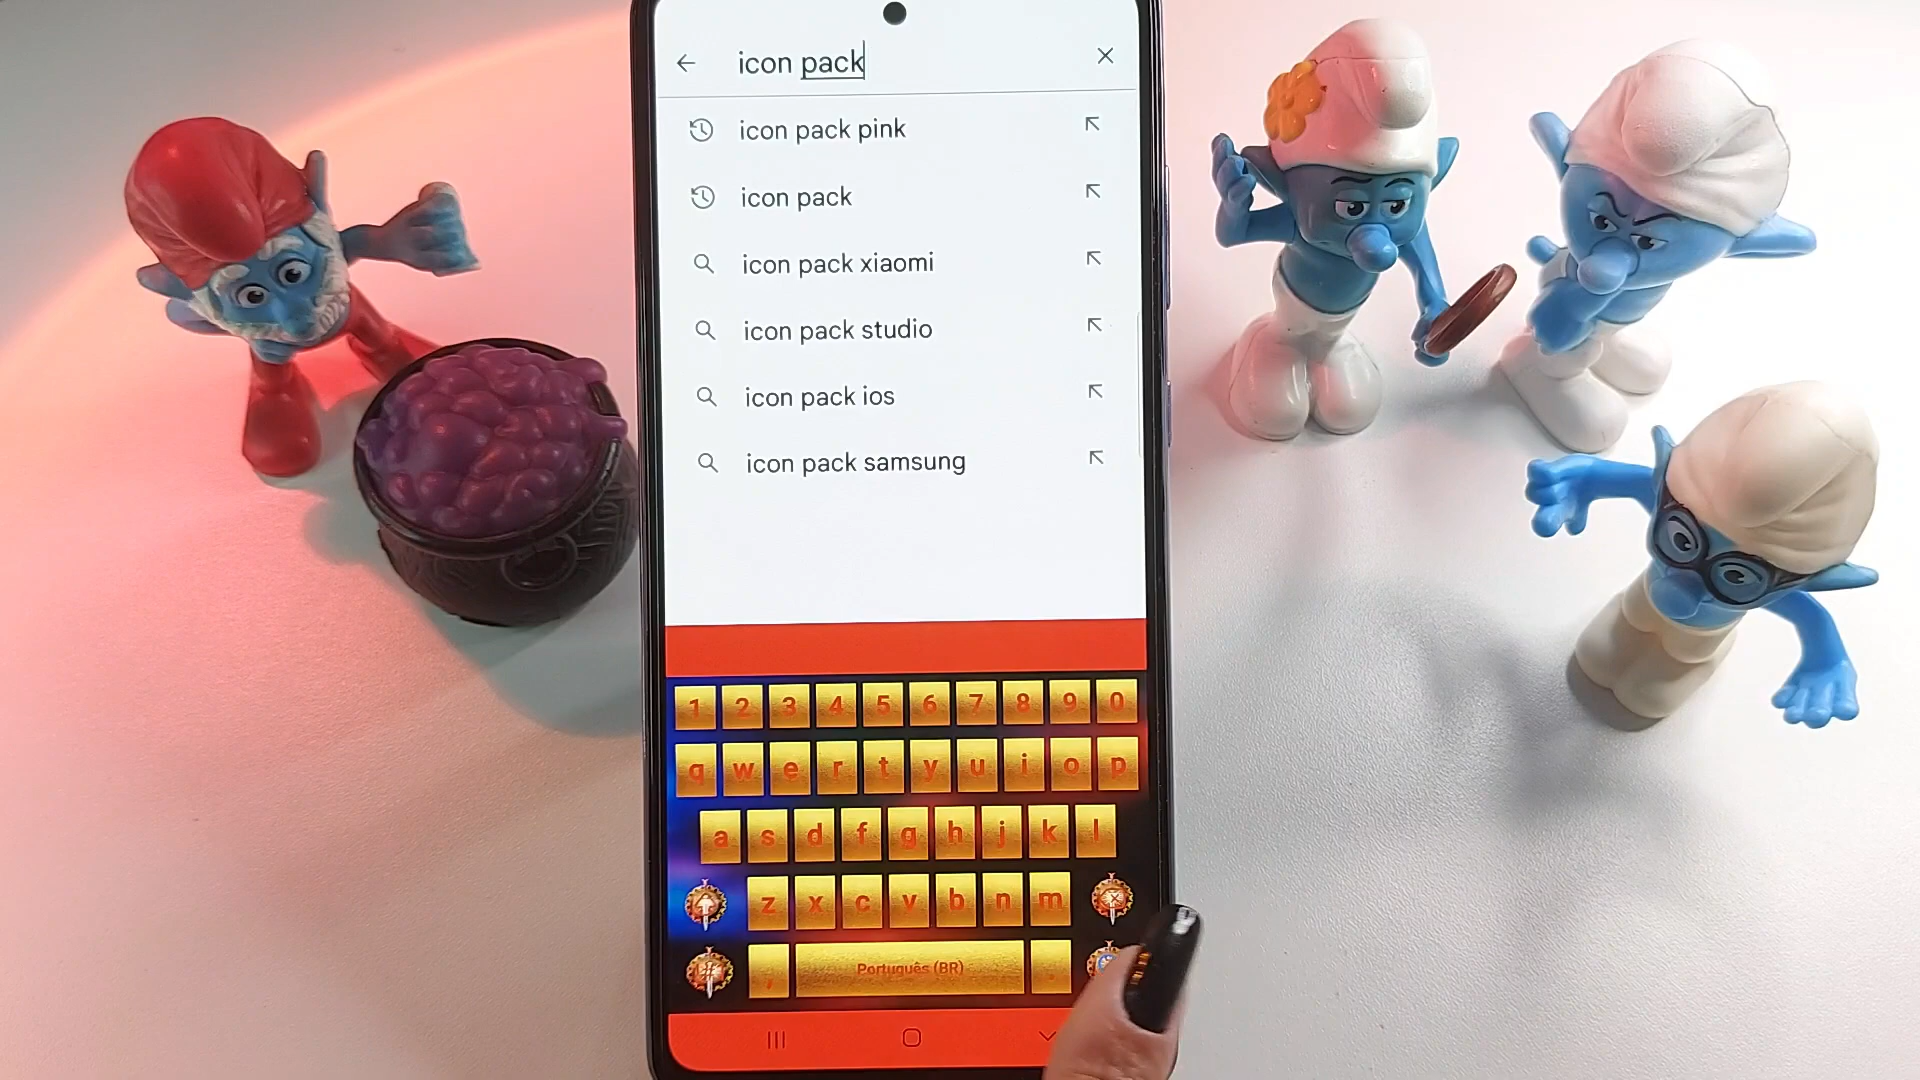 icon pack
icon pack pink
icon pack
icon pack xiaomi
icon pack studio
icon pack ios
icon pack samsung
1 2 3 4 5 6 7 8 9 0
q w e r t y u i o p
a s d f g h j k l
z x c v b n m
, Português (BR) .